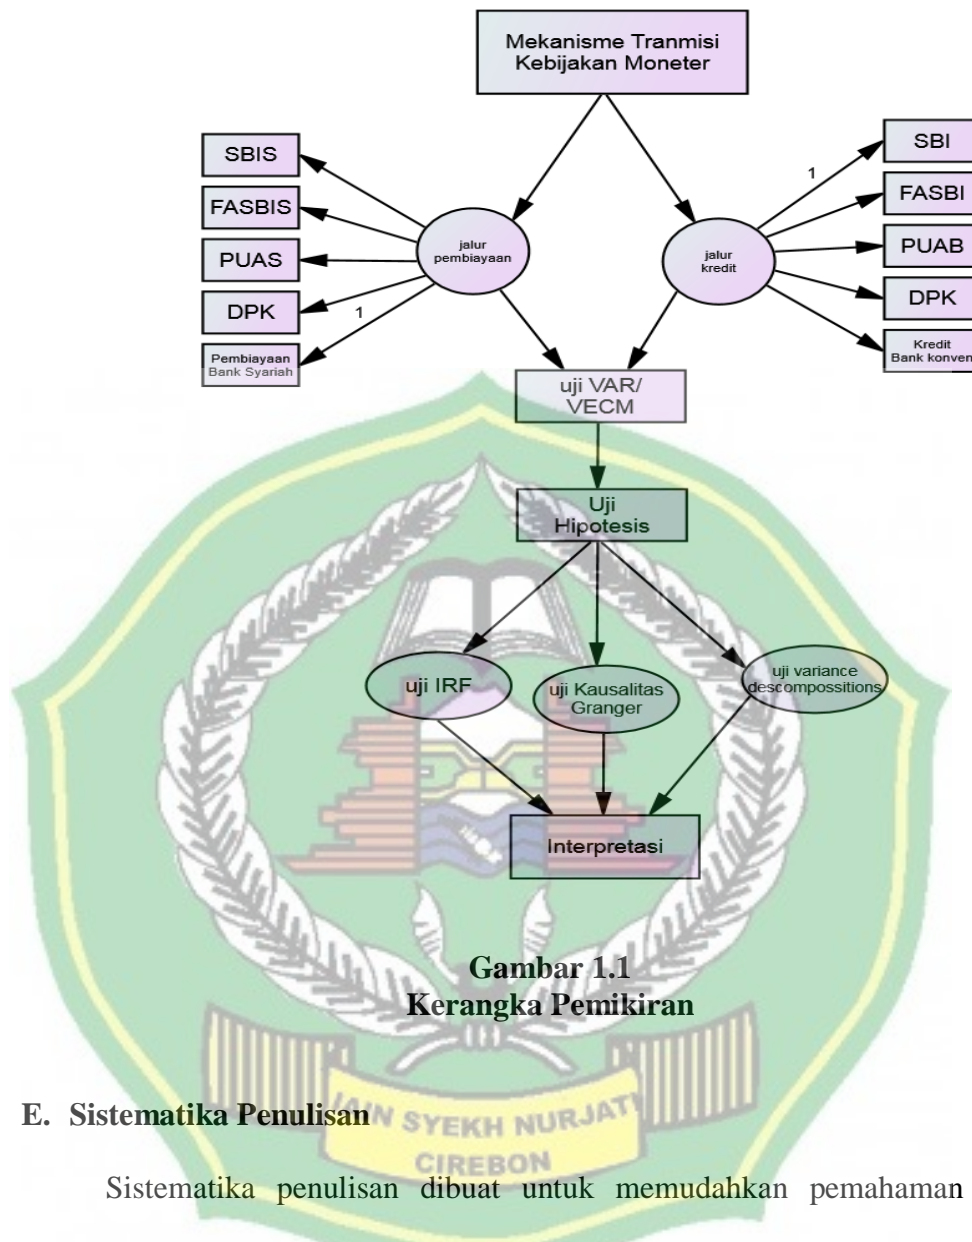 Mekanisme Tranmisi
Kebijakan Moneter
SBIS
FASBIS
PUAS
DPK
Pembiayaan
Bank Syariah
1
jalur
pembiayaan
jalur
kredit
1
SBI
FASBI
PUAB
DPK
Kredit
Bank konven
uji VAR/
VECM
Uji
Hipotesis
uji IRF
uji Kausalitas
Granger
uji variance
descompossitions
Interpretasi
Gambar 1.1
Kerangka Pemikiran
E. Sistematika Penulisan
IAIN SYEKH NURJATI
CIREBON
Sistematika penulisan dibuat untuk memudahkan pemahaman